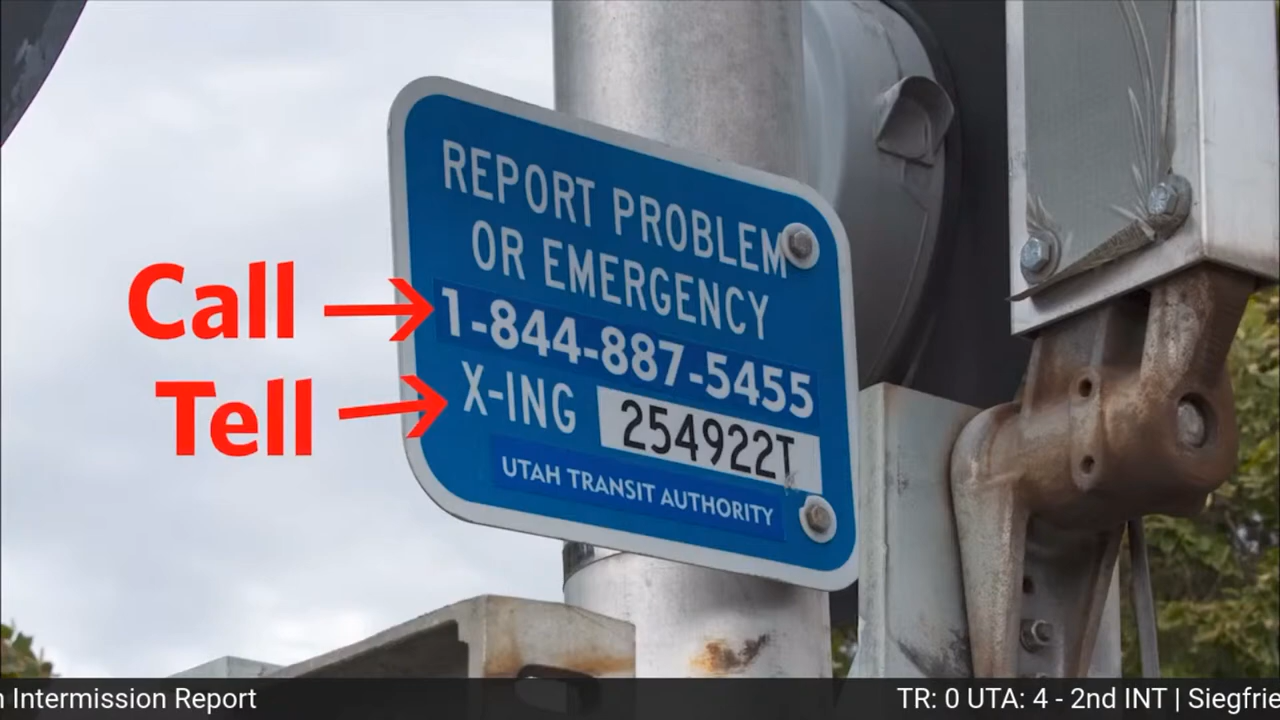 REPORT PROBLEM
OR EMERGENCY
Call
1-844-887-5455
Tell
X-ING 254922T
UTAH TRANSIT AUTHORITY
Intermission Report
TR: 0 UTA: 4 - 2nd INT |